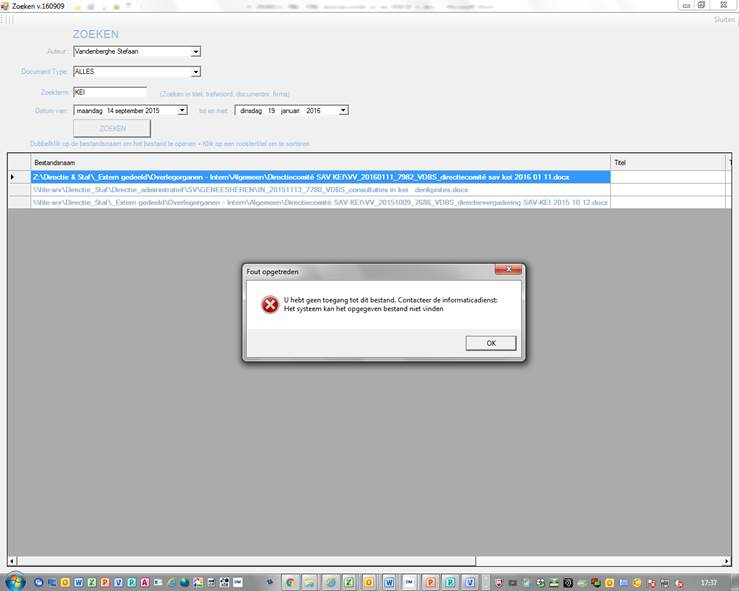 Zoeken v.160909
Sluiten
ZOEKEN
Auteur: Vandenberghe Stefaan
Document Type: ALLES
Zoekterm: KEI (Zoeken in titel, trefwoord, documentnr, firma)
Datum van: maandag 14 september 2015 tot en met: dinsdag 19 januari 2016
ZOEKEN
Dubbelklik op de bestandsnaam om het bestand te openen + Klik op een roostertitel om te sorteren
Bestandsnaam Titel
Z:\Directie & Staf\_Extern gedeeld\Overlegorganen - Intern\Algemeen\Directiecomité SAV KEI\VV_20160111_7982_VDBS_directiecomité sav kei 2016 01 11.docx
\\file-srv\Directie_Staf\Directie_administratief\SV\GENEESHEREN\IN_20151113_7780_VDBS_consultaties in kei denkpistes.docx
\\file-srv\Directie_Staf\_Extern gedeeld\Overlegorganen - Intern\Algemeen\Directiecomité SAV KEI\VV_20151009_7686_VDBS_directievergadering SAV-KEI 2015 10 12.docx
Fout opgetreden
U hebt geen toegang tot dit bestand. Contacteer de informaticadienst:
Het systeem kan het opgegeven bestand niet vinden
OK
17:37